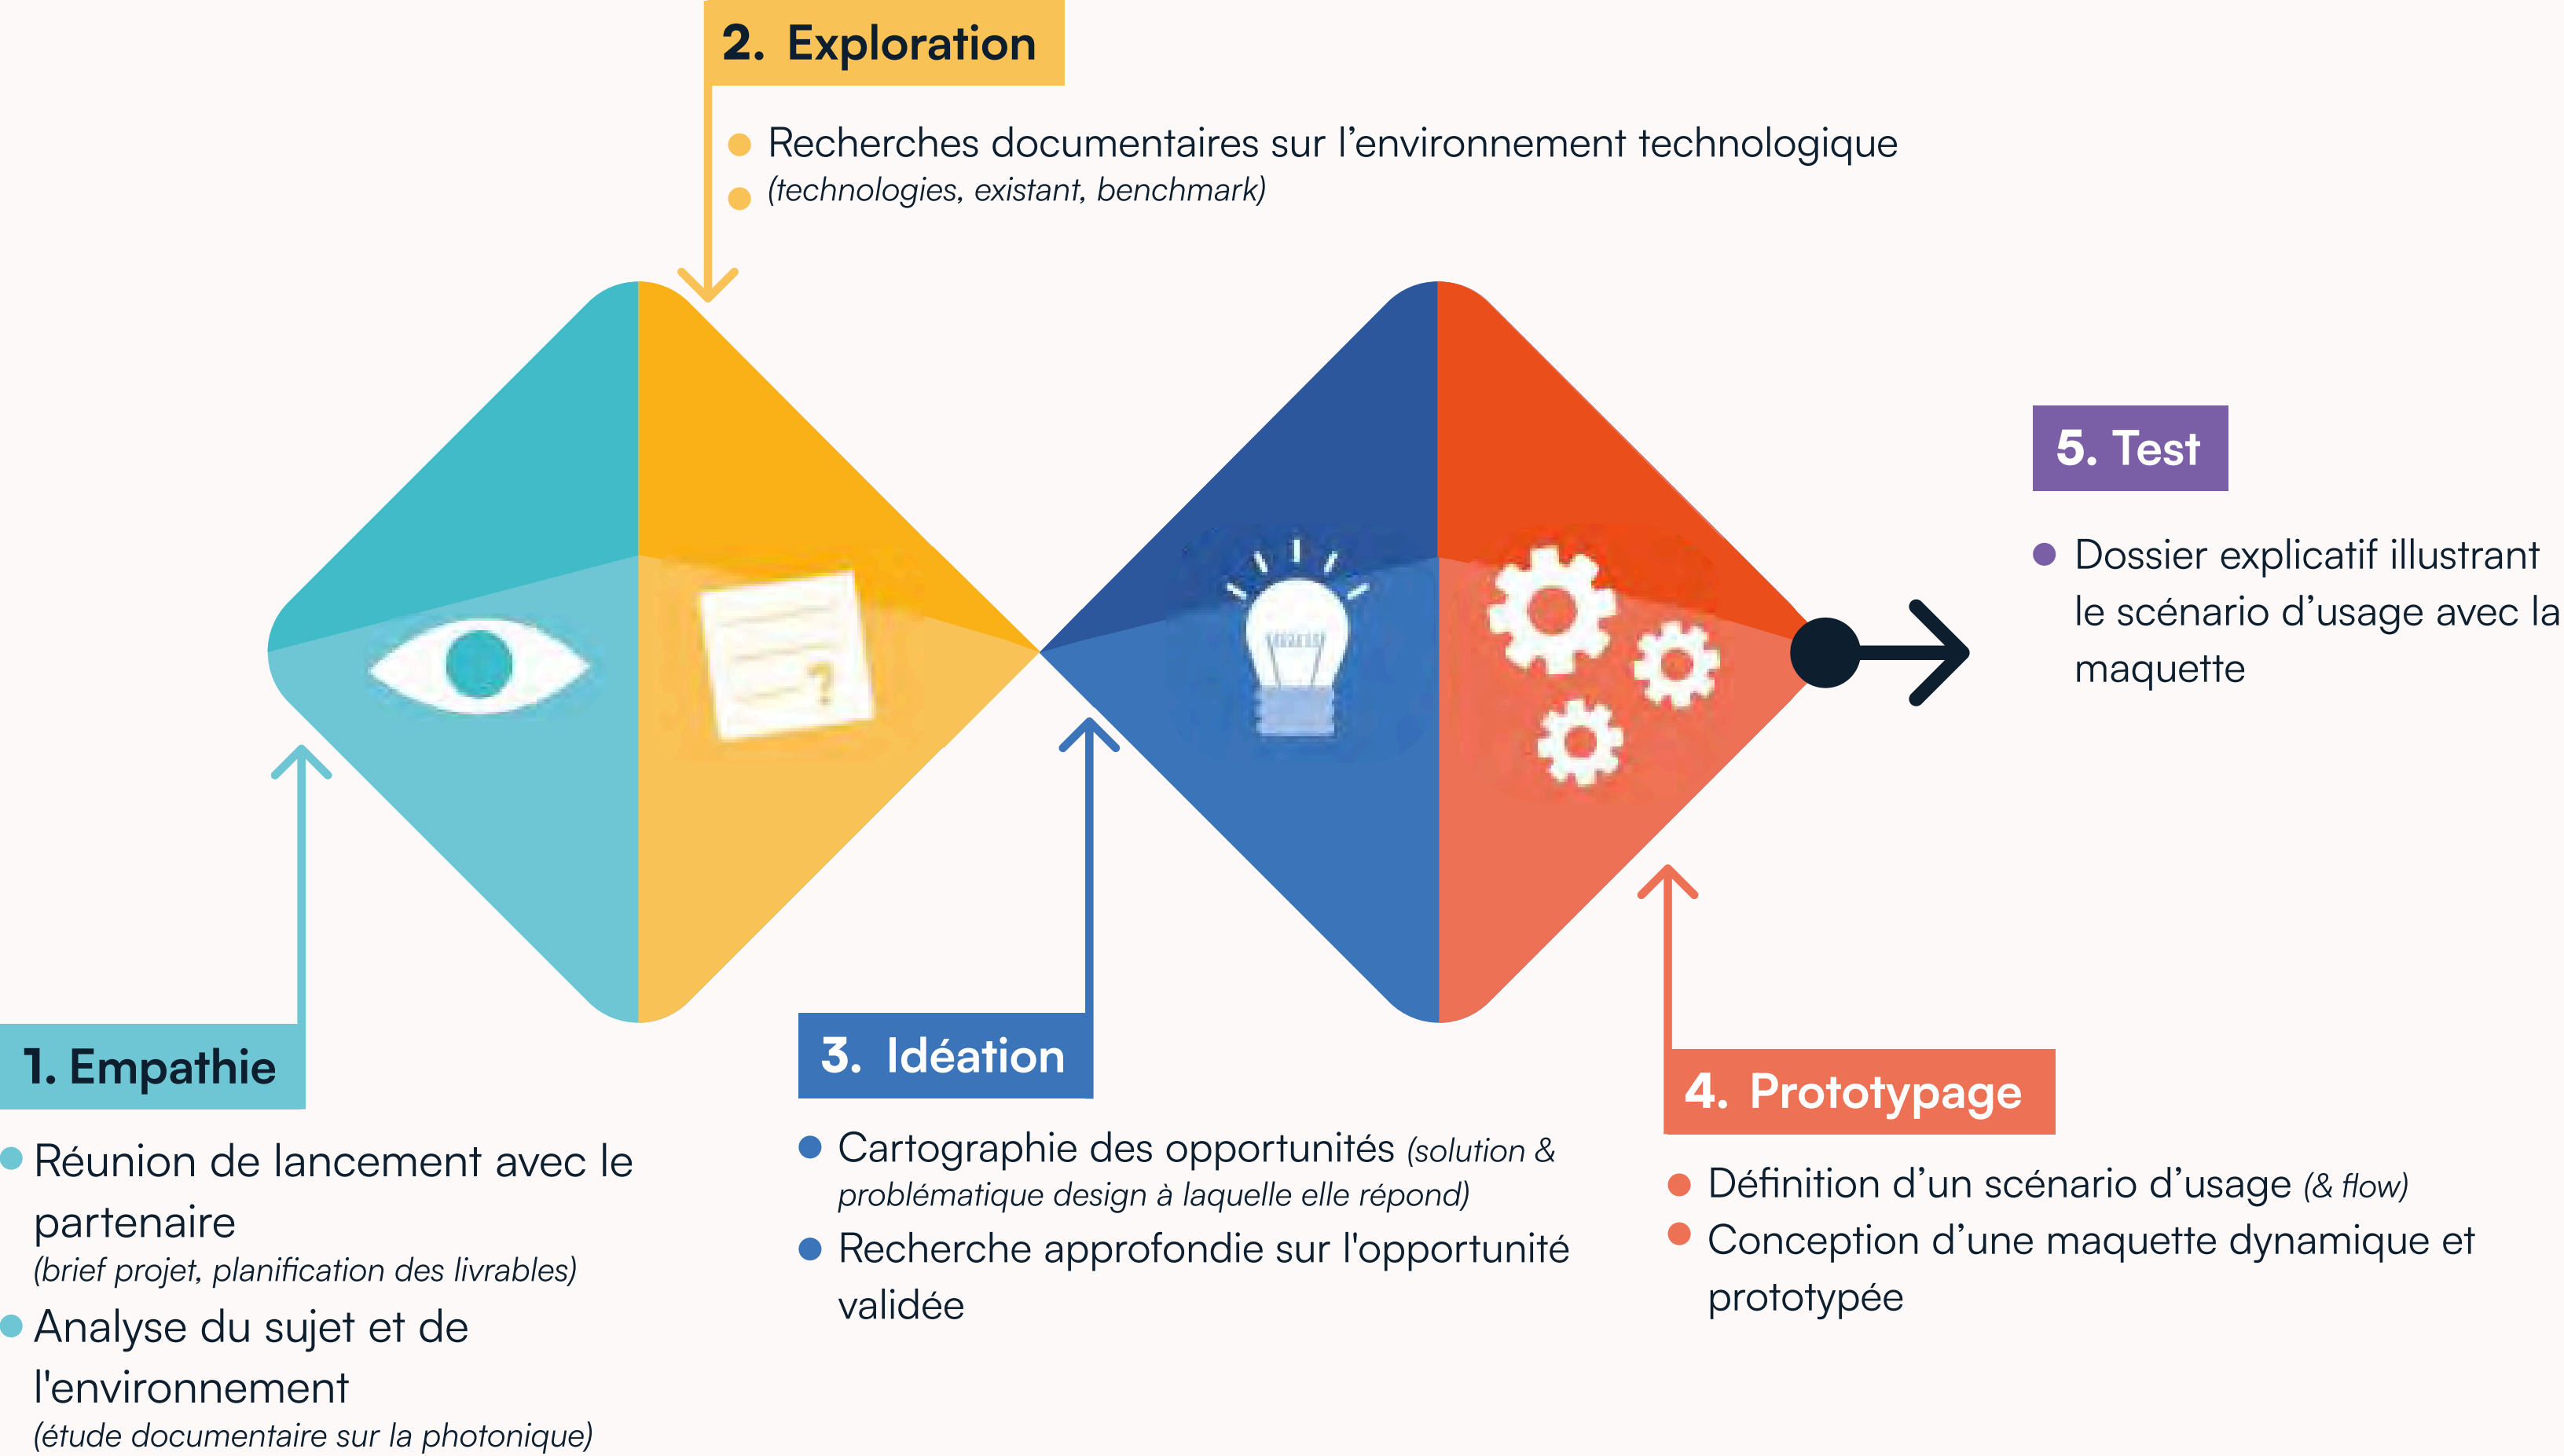 2. Exploration
Recherches documentaires sur l’environnement technologique
(technologies, existant, benchmark)
5. Test
Dossier explicatif illustrant
le scénario d’usage avec la
maquette
?
1. Empathie
Réunion de lancement avec le
partenaire
(brief projet, planification des livrables)
Analyse du sujet et de
l'environnement
(étude documentaire sur la photonique)
3. Idéation
Cartographie des opportunités (solution &
problématique design à laquelle elle répond)
Recherche approfondie sur l'opportunité
validée
4. Prototypage
Définition d’un scénario d’usage (& flow)
Conception d’une maquette dynamique et
prototypée